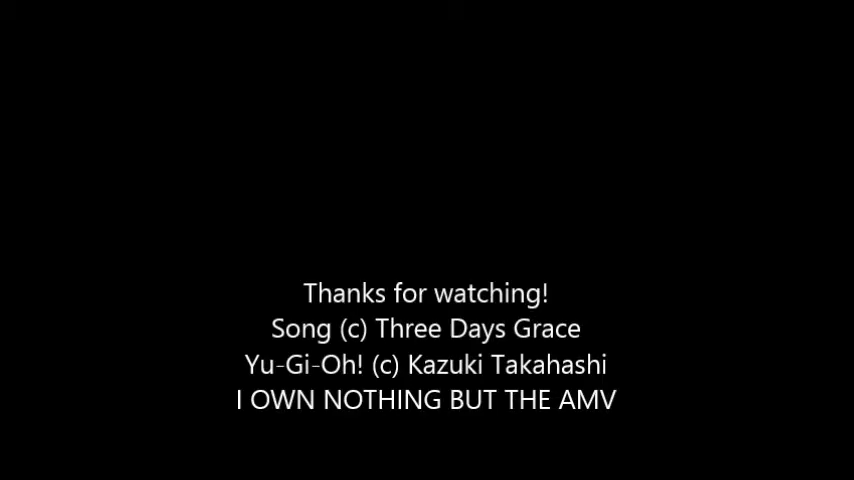 Thanks for watching!
Song (c) Three Days Grace
Yu-Gi-Oh! (c) Kazuki Takahashi
I OWN NOTHING BUT THE AMV